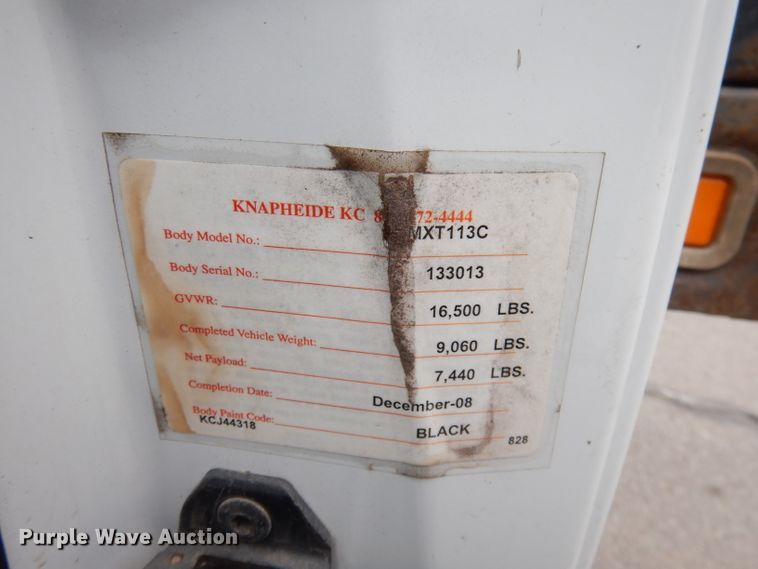 KNAPHEIDE KC 72-4444
Body Model No.: MXT113C
Body Serial No.: 133013
GVWR: 16,500 LBS.
Completed Vehicle Weight: 9,060 LBS.
Net Payload: 7,440 LBS.
Completion Date: December-08
Body Paint Code: BLACK
KCJ44318
828
Purple Wave Auction